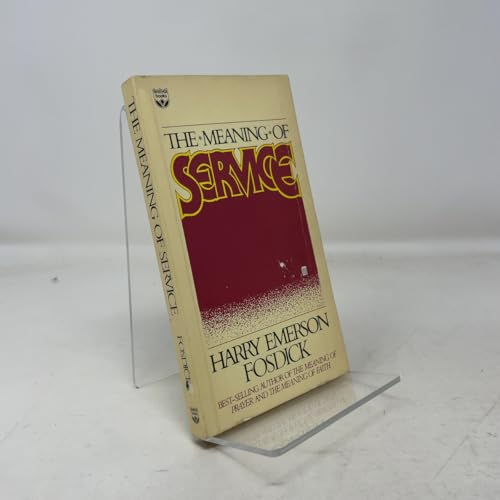 THE MEANING OF SERVICE
FOSDICK
THE•MEANING•OF
SERVICE
HARRY EMERSON
FOSDICK
BEST-SELLING AUTHOR OF THE MEANING OF
PRAYER AND THE MEANING OF FAITH